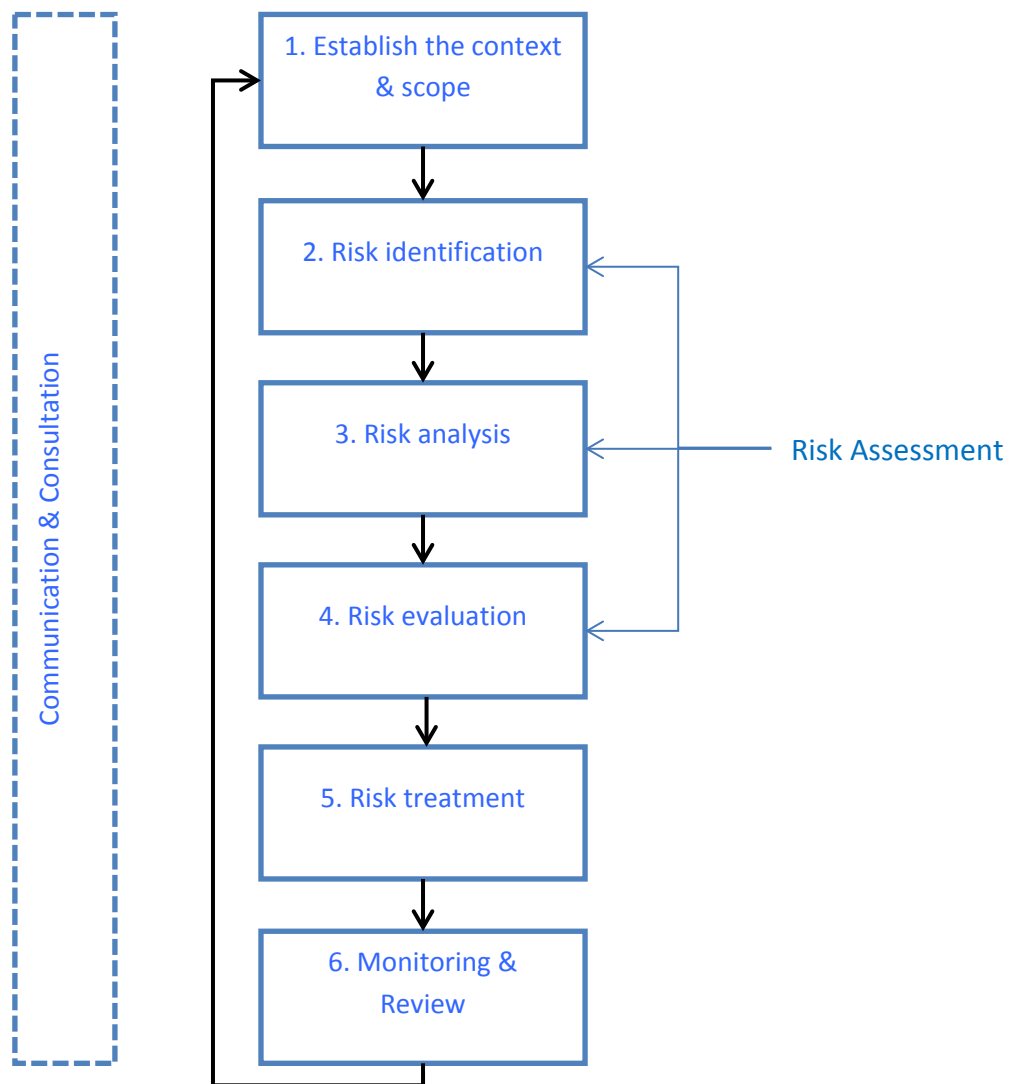 Communication & Consultation
1. Establish the context
& scope
2. Risk identification
3. Risk analysis
Risk Assessment
4. Risk evaluation
5. Risk treatment
6. Monitoring &
Review